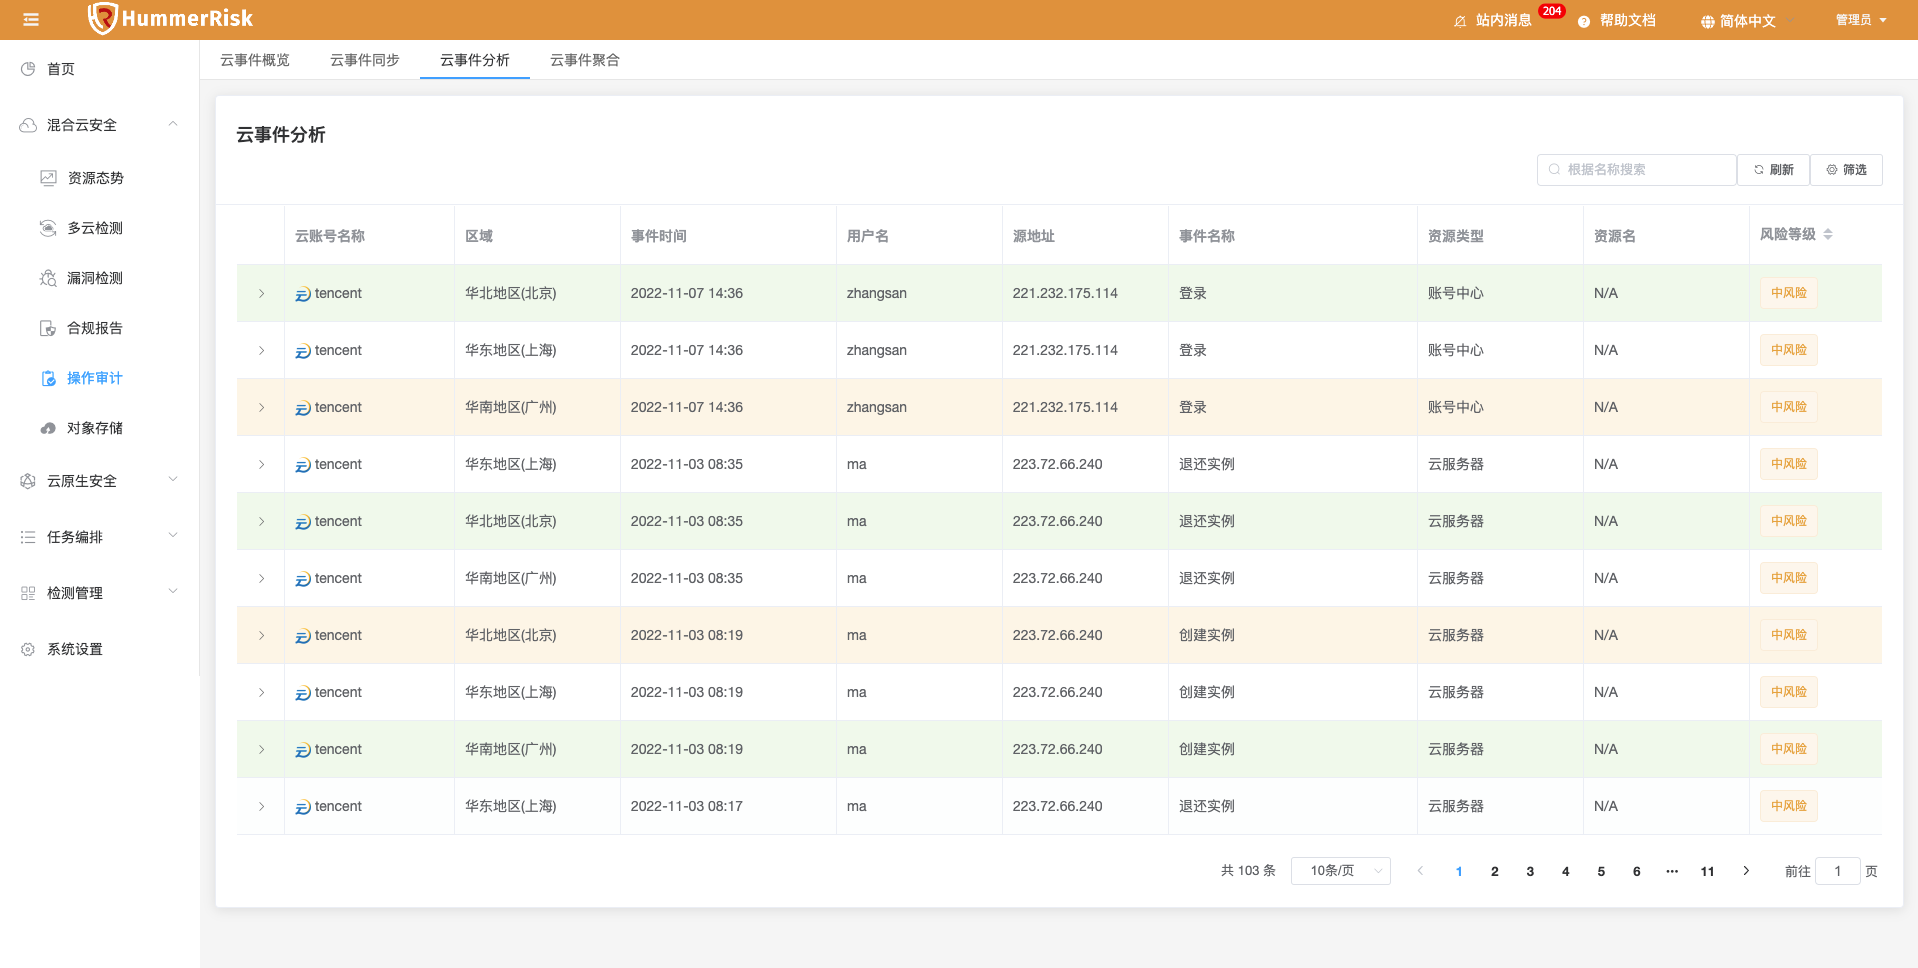 HummerRisk
站内消息 204 帮助文档 简体中文 管理员
首页
混合云安全
资源态势
多云检测
漏洞检测
合规报告
操作审计
对象存储
云原生安全
任务编排
检测管理
系统设置
云事件概览 云事件同步 云事件分析 云事件聚合
云事件分析
根据名称搜索 刷新 筛选
云账号名称 区域 事件时间 用户名 源地址 事件名称 资源类型 资源名 风险等级
tencent 华北地区(北京) 2022-11-07 14:36 zhangsan 221.232.175.114 登录 账号中心 N/A 中风险
tencent 华东地区(上海) 2022-11-07 14:36 zhangsan 221.232.175.114 登录 账号中心 N/A 中风险
tencent 华南地区(广州) 2022-11-07 14:36 zhangsan 221.232.175.114 登录 账号中心 N/A 中风险
tencent 华东地区(上海) 2022-11-03 08:35 ma 223.72.66.240 退还实例 云服务器 N/A 中风险
tencent 华北地区(北京) 2022-11-03 08:35 ma 223.72.66.240 退还实例 云服务器 N/A 中风险
tencent 华南地区(广州) 2022-11-03 08:35 ma 223.72.66.240 退还实例 云服务器 N/A 中风险
tencent 华北地区(北京) 2022-11-03 08:19 ma 223.72.66.240 创建实例 云服务器 N/A 中风险
tencent 华东地区(上海) 2022-11-03 08:19 ma 223.72.66.240 创建实例 云服务器 N/A 中风险
tencent 华南地区(广州) 2022-11-03 08:19 ma 223.72.66.240 创建实例 云服务器 N/A 中风险
tencent 华东地区(上海) 2022-11-03 08:17 ma 223.72.66.240 退还实例 云服务器 N/A 中风险
共 103 条 10条/页 1 2 3 4 5 6 ··· 11 前往 1 页